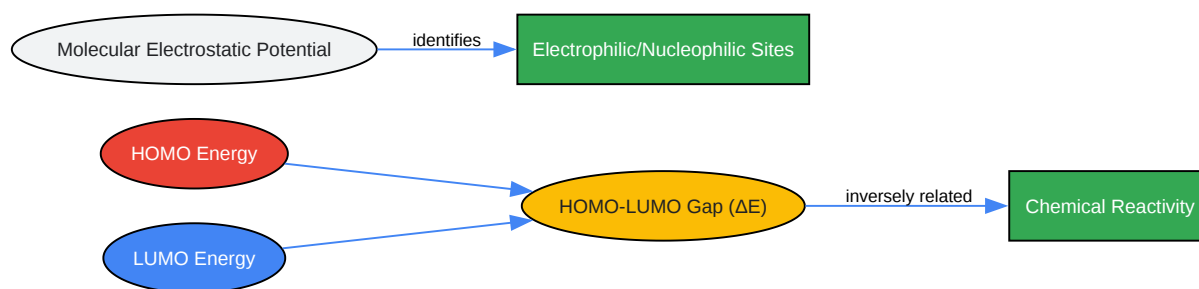 Molecular Electrostatic Potential
identifies
Electrophilic/Nucleophilic Sites
HOMO Energy
HOMO-LUMO Gap (ΔE)
inversely related
Chemical Reactivity
LUMO Energy